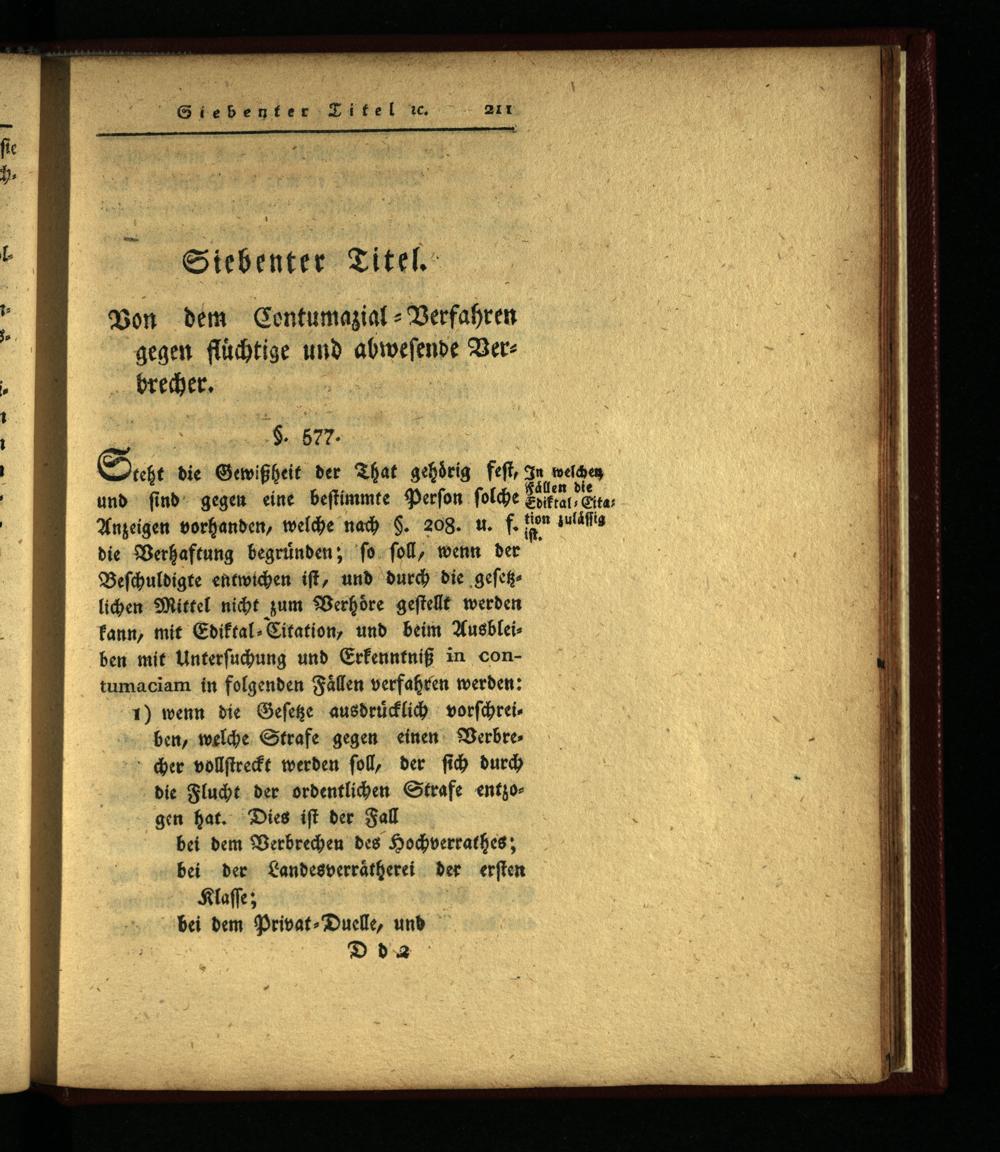 Siebenter Titel ꝛc. 211
Siebenter Titel.
Von dem Contumazial-Verfahren
gegen flüchtige und abwesende Ver-
brecher.
§. 577.
Steht die Gewißheit der That gehörig fest,
und sind gegen eine bestimmte Person solche
Anzeigen vorhanden, welche nach §. 208. u. f.
die Verhaftung begründen; so soll, wenn der
Beschuldigte entwichen ist, und durch die gesetz-
lichen Mittel nicht zum Verhöre gestellt werden
kann, mit Ediktal-Citation, und beim Ausblei-
ben mit Untersuchung und Erkenntniß in con-
tumaciam in folgenden Fällen verfahren werden:
1) wenn die Gesetze ausdrücklich vorschrei-
ben, welche Strafe gegen einen Verbre-
cher vollstreckt werden soll, der sich durch
die Flucht der ordentlichen Strafe entzo-
gen hat. Dies ist der Fall
bei dem Verbrechen des Hochverrathes;
bei der Landesverrätherei der ersten
Klasse;
bei dem Privat-Duelle, und
D d 2
In welchen
Fällen die
Ediktal-Cita-
tion zulässig
ist.